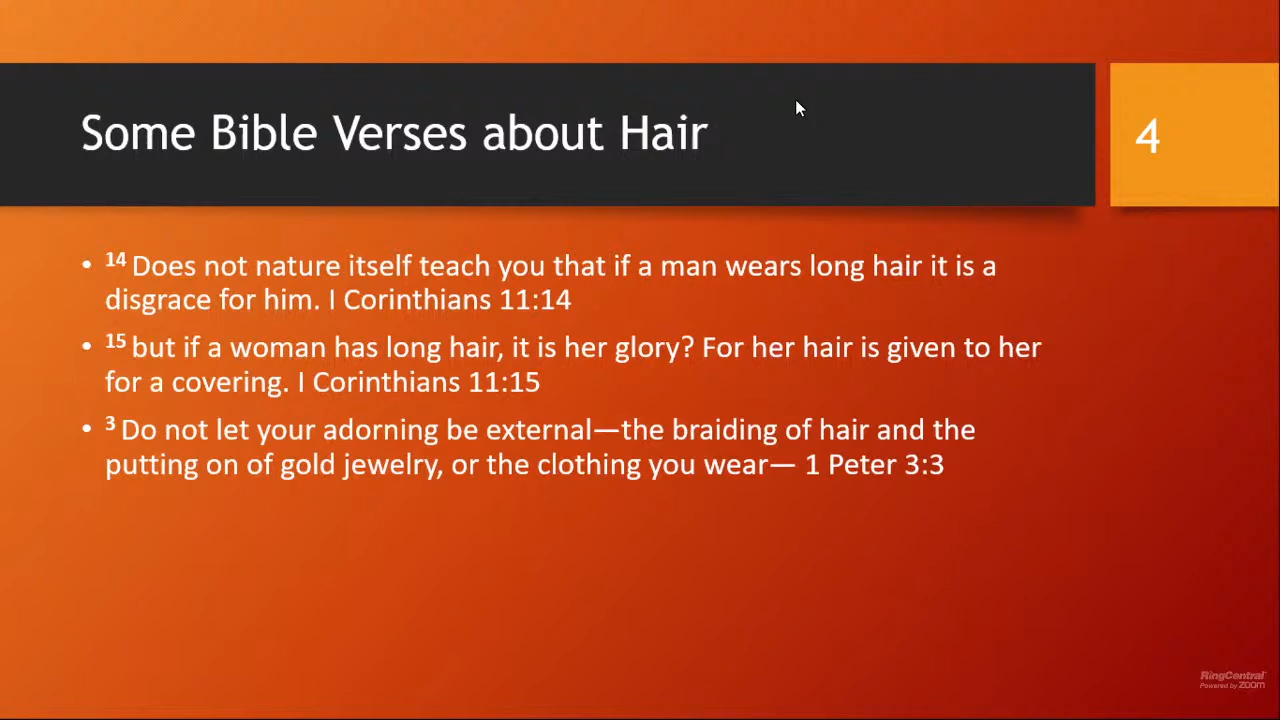 Some Bible Verses about Hair
4
• 14 Does not nature itself teach you that if a man wears long hair it is a
disgrace for him. I Corinthians 11:14
• 15 but if a woman has long hair, it is her glory? For her hair is given to her
for a covering. I Corinthians 11:15
• 3 Do not let your adorning be external—the braiding of hair and the
putting on of gold jewelry, or the clothing you wear— 1 Peter 3:3
RingCentral
Powered by zoom